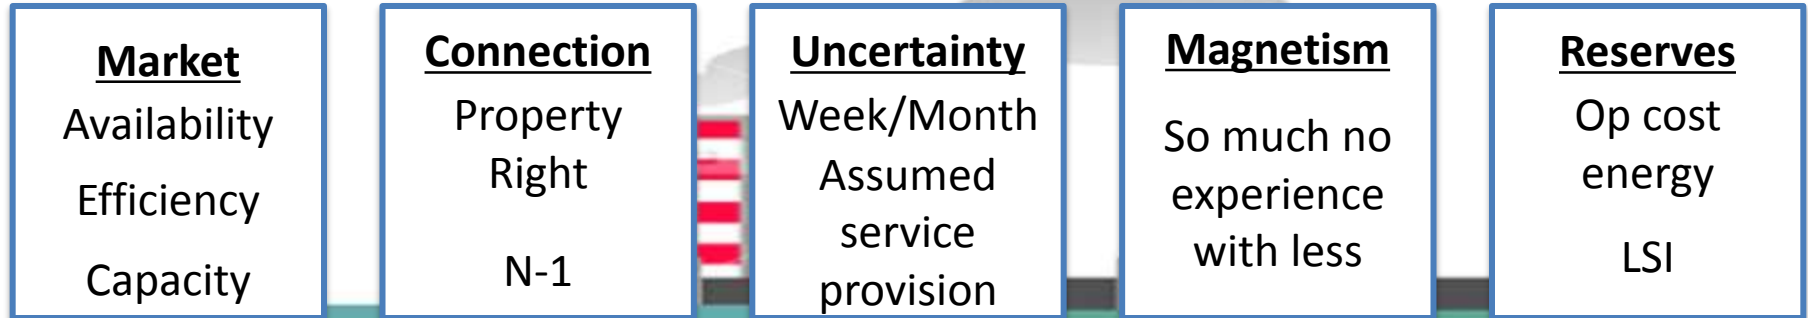 Market
Availability
Efficiency
Capacity
Connection
Property
Right
N-1
Uncertainty
Week/Month
Assumed
service
provision
Magnetism
So much no
experience
with less
Reserves
Op cost
energy
LSI